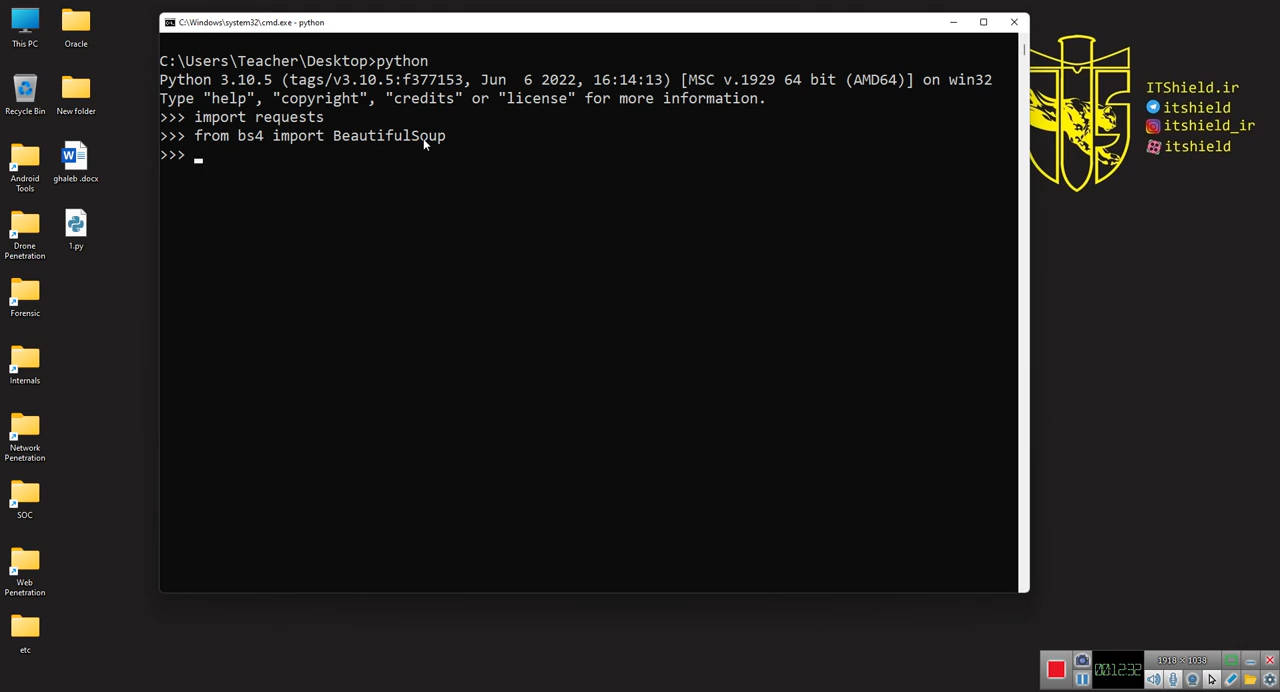 C:\Windows\system32\cmd.exe - python
C:\Users\Teacher\Desktop>python
Python 3.10.5 (tags/v3.10.5:f377153, Jun  6 2022, 16:14:13) [MSC v.1929 64 bit (AMD64)] on win32
Type "help", "copyright", "credits" or "license" for more information.
>>> import requests
>>> from bs4 import BeautifulSoup
>>>
This PC
Oracle
Recycle Bin
New folder
Android
Tools
ghaleb .docx
Drone
Penetration
1.py
Forensic
Internals
Network
Penetration
SOC
Web
Penetration
etc
ITShield.ir
itshield
itshield_ir
itshield
1918 × 1038
00:12:32